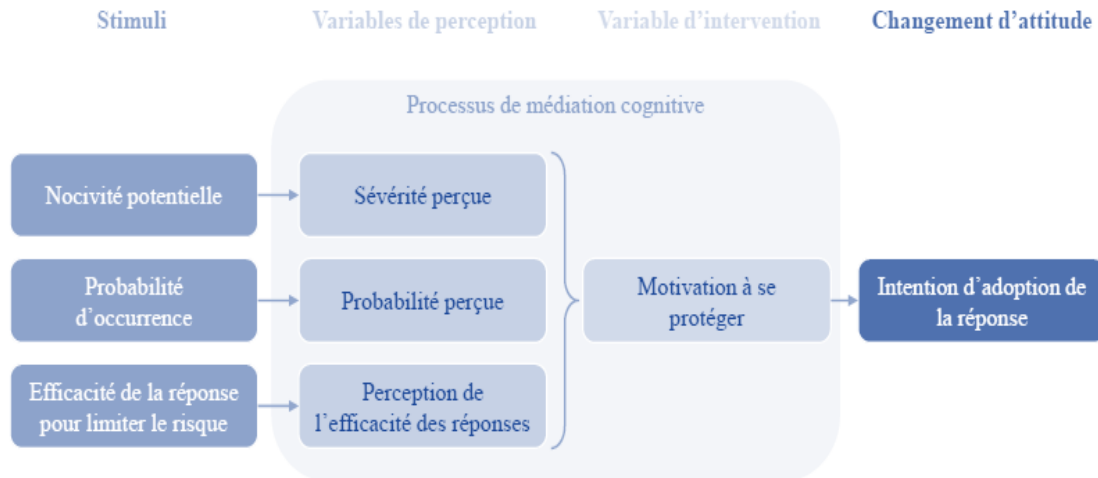 Stimuli
Variables de perception
Variable d’intervention
Changement d’attitude
Processus de médiation cognitive
Nocivité potentielle
Sévérité perçue
Probabilité
d’occurrence
Probabilité perçue
Motivation à se
protéger
Intention d’adoption de
la réponse
Efficacité de la réponse
pour limiter le risque
Perception de
l’efficacité des réponses